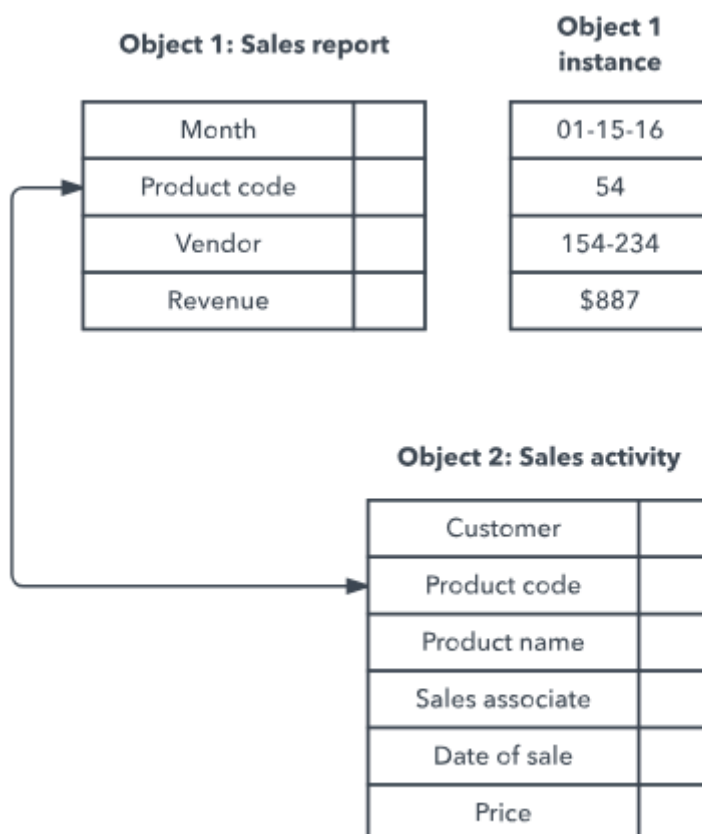 Object 1: Sales report
Object 1
instance
Month
01-15-16
Product code
54
Vendor
154-234
Revenue
$887
Object 2: Sales activity
Customer
Product code
Product name
Sales associate
Date of sale
Price